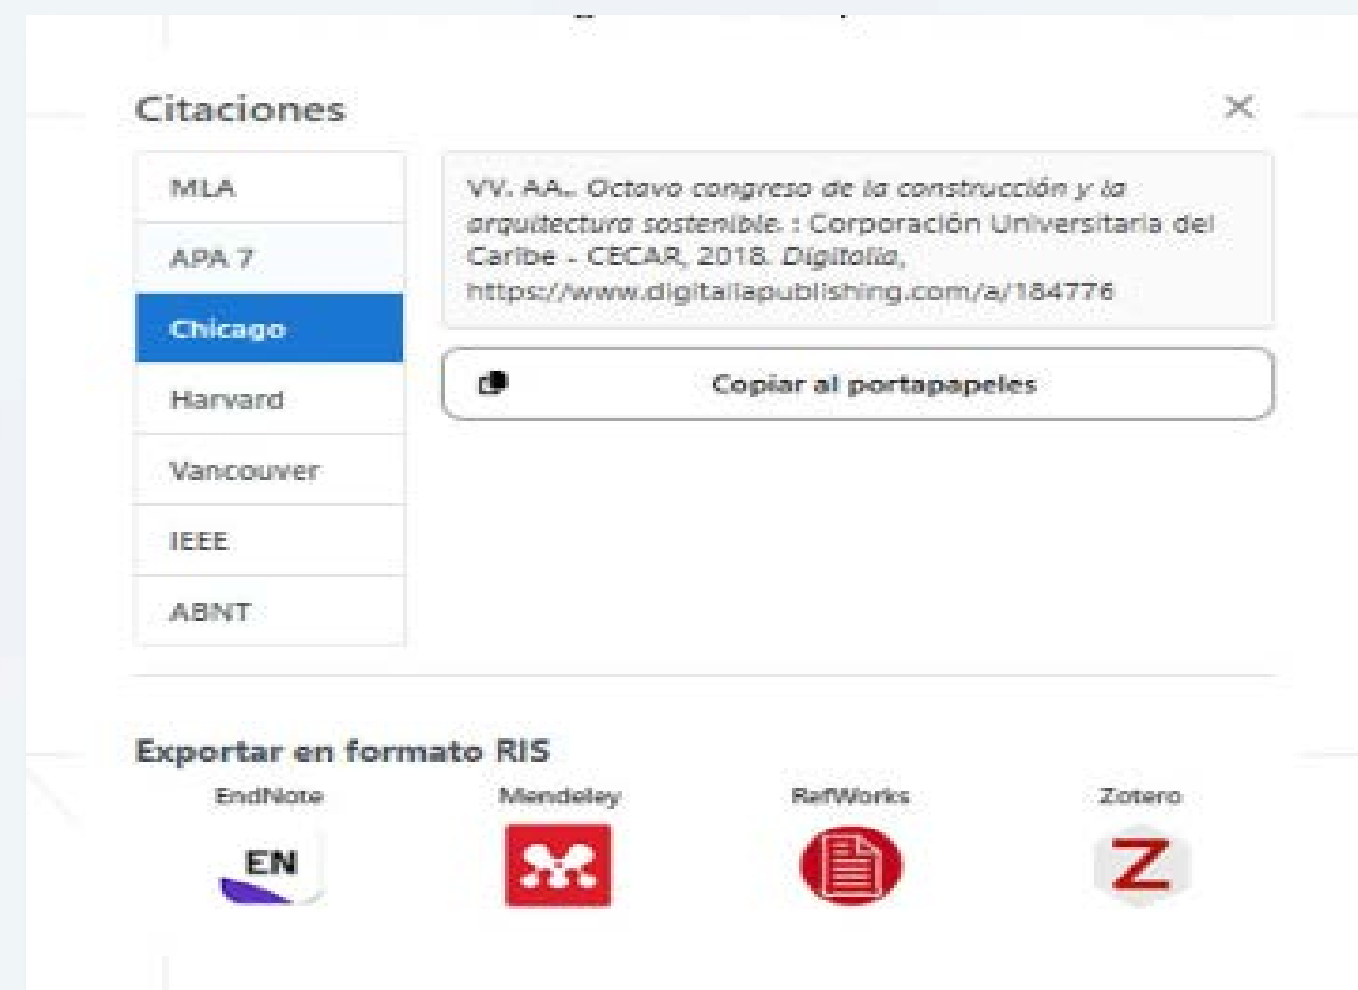 Citaciones
MLA
APA 7
Chicago
Harvard
Vancouver
IEEE
ABNT
VV. AA.. Octavo congreso de la construcción y la
arquitectura sostenible. : Corporación Universitaria del
Caribe - CECAR, 2018. Digitalia,
https://www.digitaliapublishing.com/a/184776
Copiar al portapapeles
Exportar en formato RIS
EndNote
Mendeley
RefWorks
Zotero
EN
Z